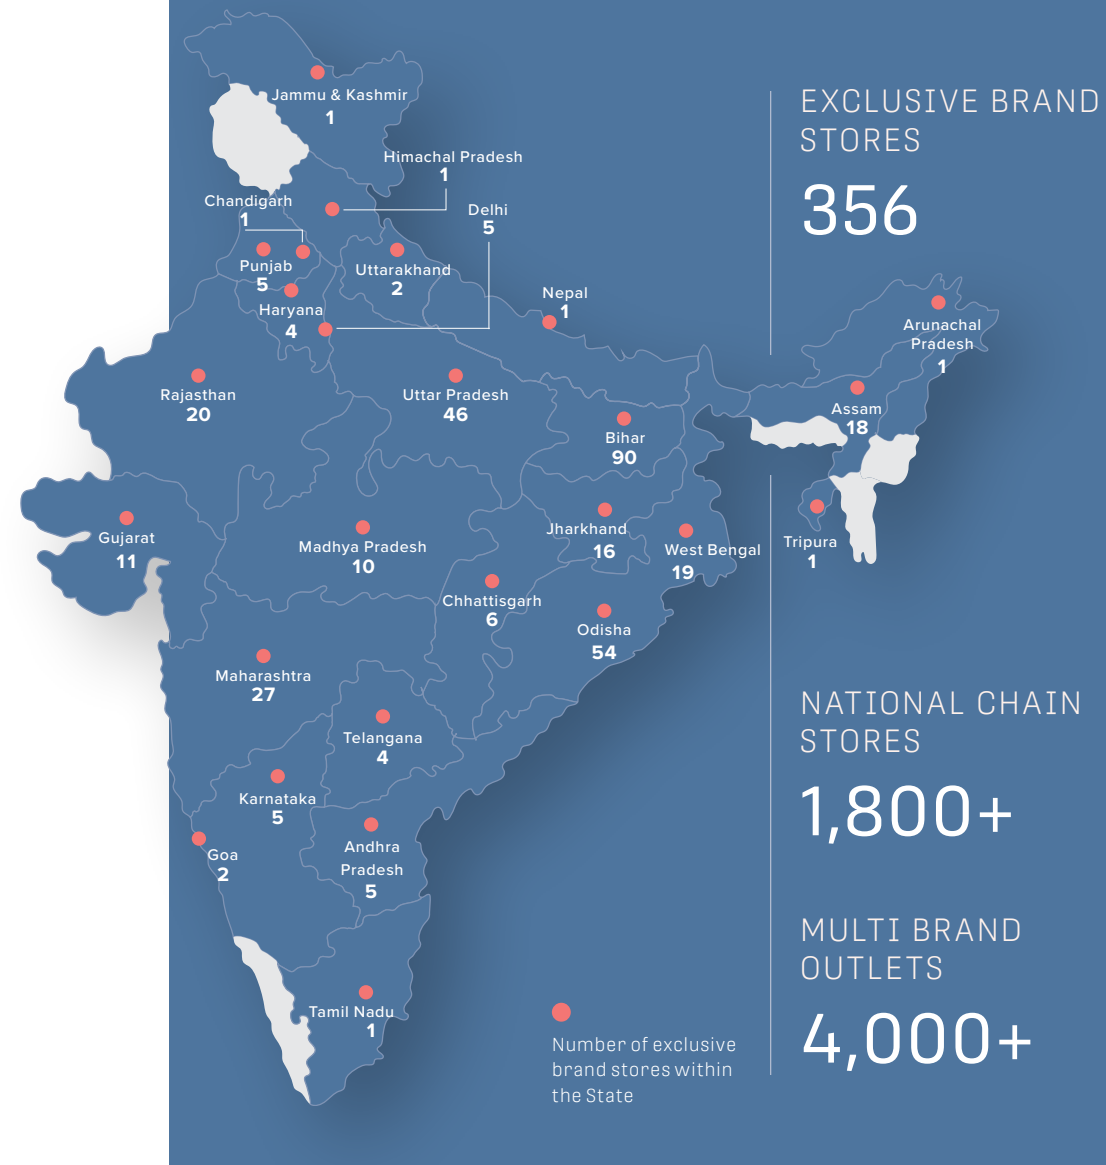 Jammu & Kashmir
1
Himachal Pradesh
1
Chandigarh
1
Delhi
5
Punjab
5
Uttarakhand
2
Haryana
4
Nepal
1
Rajasthan
20
Uttar Pradesh
46
Bihar
90
Arunachal
Pradesh
1
Assam
18
Gujarat
11
Madhya Pradesh
10
Jharkhand
16
West Bengal
19
Tripura
1
Chhattisgarh
6
Odisha
54
Maharashtra
27
Telangana
4
Karnataka
5
Andhra
Pradesh
5
Goa
2
Tamil Nadu
1
Number of exclusive
brand stores within
the State
EXCLUSIVE BRAND
STORES
356
NATIONAL CHAIN
STORES
1,800+
MULTI BRAND
OUTLETS
4,000+